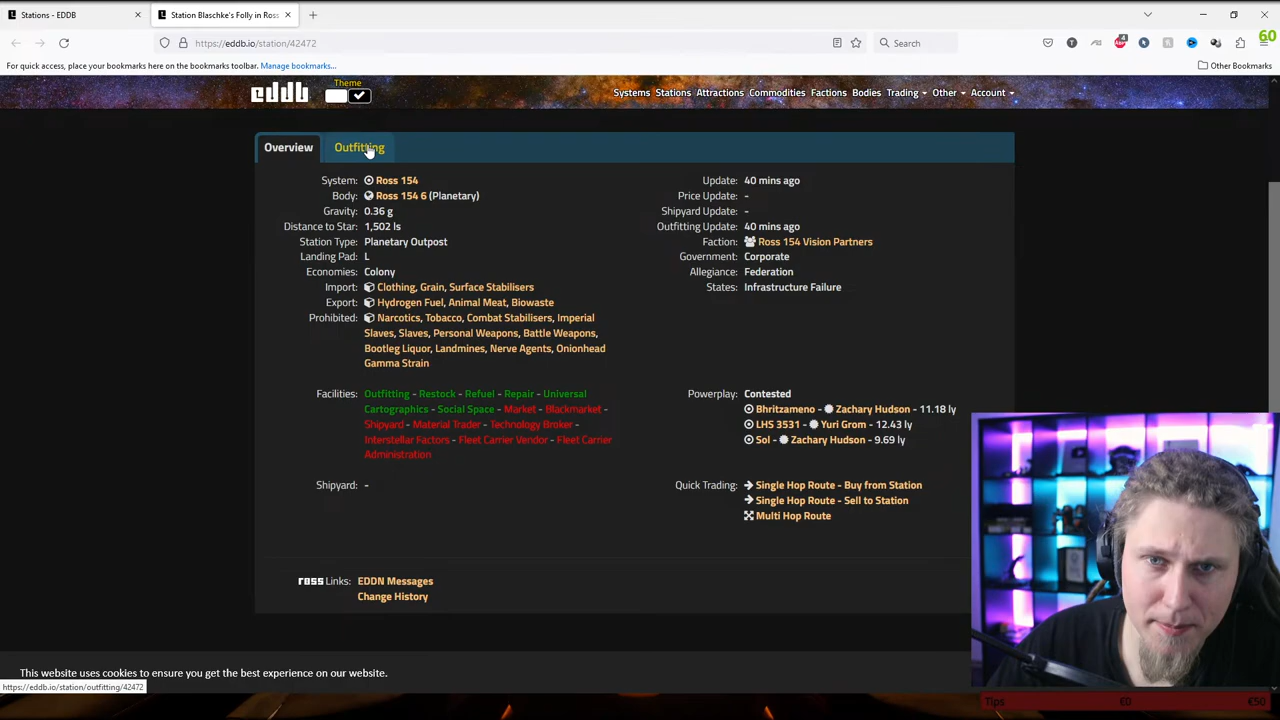 Stations - EDDB
Station Blaschke's Folly in Ross
60
https://eddb.io/station/42472
Search
4
For quick access, place your bookmarks here on the bookmarks toolbar. Manage bookmarks...
Other Bookmarks
eddb
Theme
Systems Stations Attractions Commodities Factions Bodies Trading Other Account
Overview
Outfitting
System: Ross 154
Body: Ross 154 6 (Planetary)
Gravity: 0.36 g
Distance to Star: 1,502 ls
Station Type: Planetary Outpost
Landing Pad: L
Economies: Colony
Import: Clothing, Grain, Surface Stabilisers
Export: Hydrogen Fuel, Animal Meat, Biowaste
Prohibited: Narcotics, Tobacco, Combat Stabilisers, Imperial
Slaves, Slaves, Personal Weapons, Battle Weapons,
Bootleg Liquor, Landmines, Nerve Agents, Onionhead
Gamma Strain
Update: 40 mins ago
Price Update: -
Shipyard Update: -
Outfitting Update: 40 mins ago
Faction: Ross 154 Vision Partners
Government: Corporate
Allegiance: Federation
States: Infrastructure Failure
Facilities: Outfitting - Restock - Refuel - Repair - Universal
Cartographics - Social Space - Market - Blackmarket -
Shipyard - Material Trader - Technology Broker -
Interstellar Factors - Fleet Carrier Vendor - Fleet Carrier
Administration
Powerplay: Contested
Bhritzameno - Zachary Hudson - 11.18 ly
LHS 3531 - Yuri Grom - 12.43 ly
Sol - Zachary Hudson - 9.69 ly
Shipyard: -
Quick Trading: Single Hop Route - Buy from Station
Single Hop Route - Sell to Station
Multi Hop Route
ross Links: EDDN Messages
Change History
This website uses cookies to ensure you get the best experience on our website.
https://eddb.io/station/outfitting/42472
Tips €0 €50